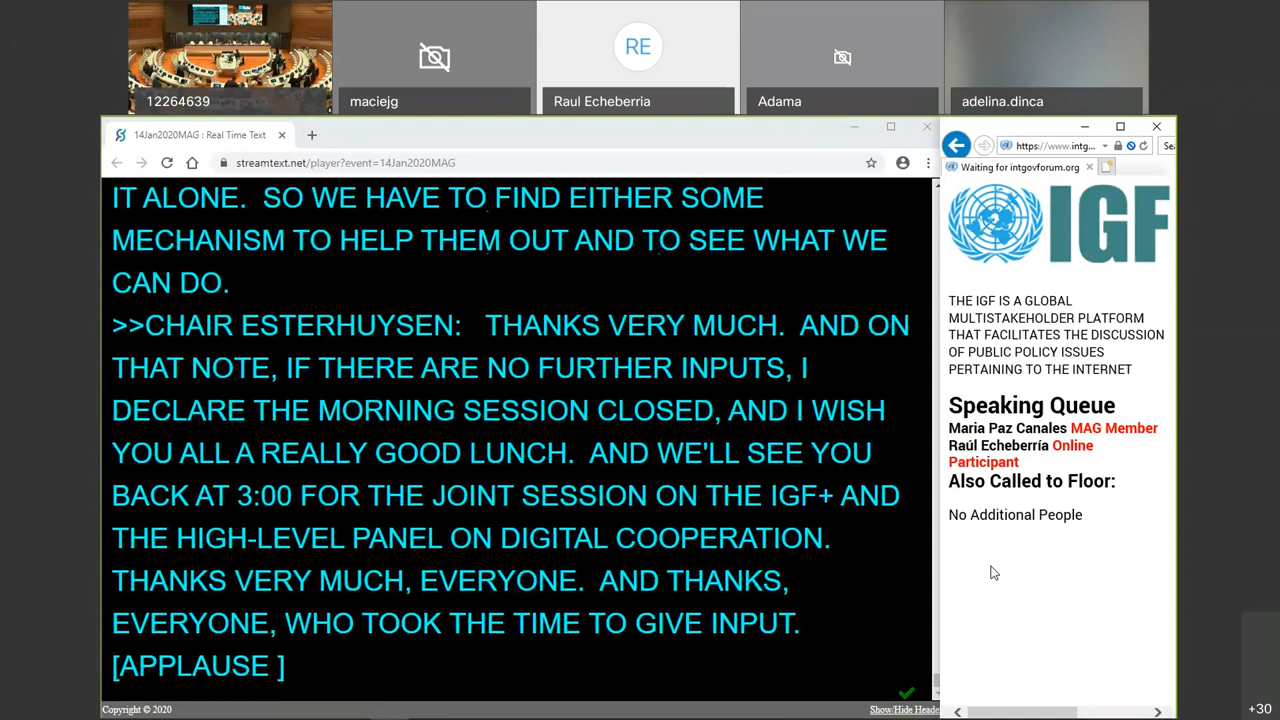 RE
12264639
maciejg
Raul Echeberria
Adama
adelina.dinca
14Jan2020MAG : Real Time Text
streamtext.net/player?event=14Jan2020MAG
IT ALONE.  SO WE HAVE TO FIND EITHER SOME
MECHANISM TO HELP THEM OUT AND TO SEE WHAT WE
CAN DO.
>>CHAIR ESTERHUYSEN:   THANKS VERY MUCH.  AND ON
THAT NOTE, IF THERE ARE NO FURTHER INPUTS, I
DECLARE THE MORNING SESSION CLOSED, AND I WISH
YOU ALL A REALLY GOOD LUNCH.  AND WE'LL SEE YOU
BACK AT 3:00 FOR THE JOINT SESSION ON THE IGF+ AND
THE HIGH-LEVEL PANEL ON DIGITAL COOPERATION.
THANKS VERY MUCH, EVERYONE.  AND THANKS,
EVERYONE, WHO TOOK THE TIME TO GIVE INPUT.
[APPLAUSE ]
Copyright © 2020
Show/Hide Heade
https://www.intg...
Sea
Waiting for intgovforum.org
IGF
THE IGF IS A GLOBAL
MULTISTAKEHOLDER PLATFORM
THAT FACILITATES THE DISCUSSION
OF PUBLIC POLICY ISSUES
PERTAINING TO THE INTERNET
Speaking Queue
Maria Paz Canales MAG Member
Raúl Echeberría Online
Participant
Also Called to Floor:
No Additional People
+30